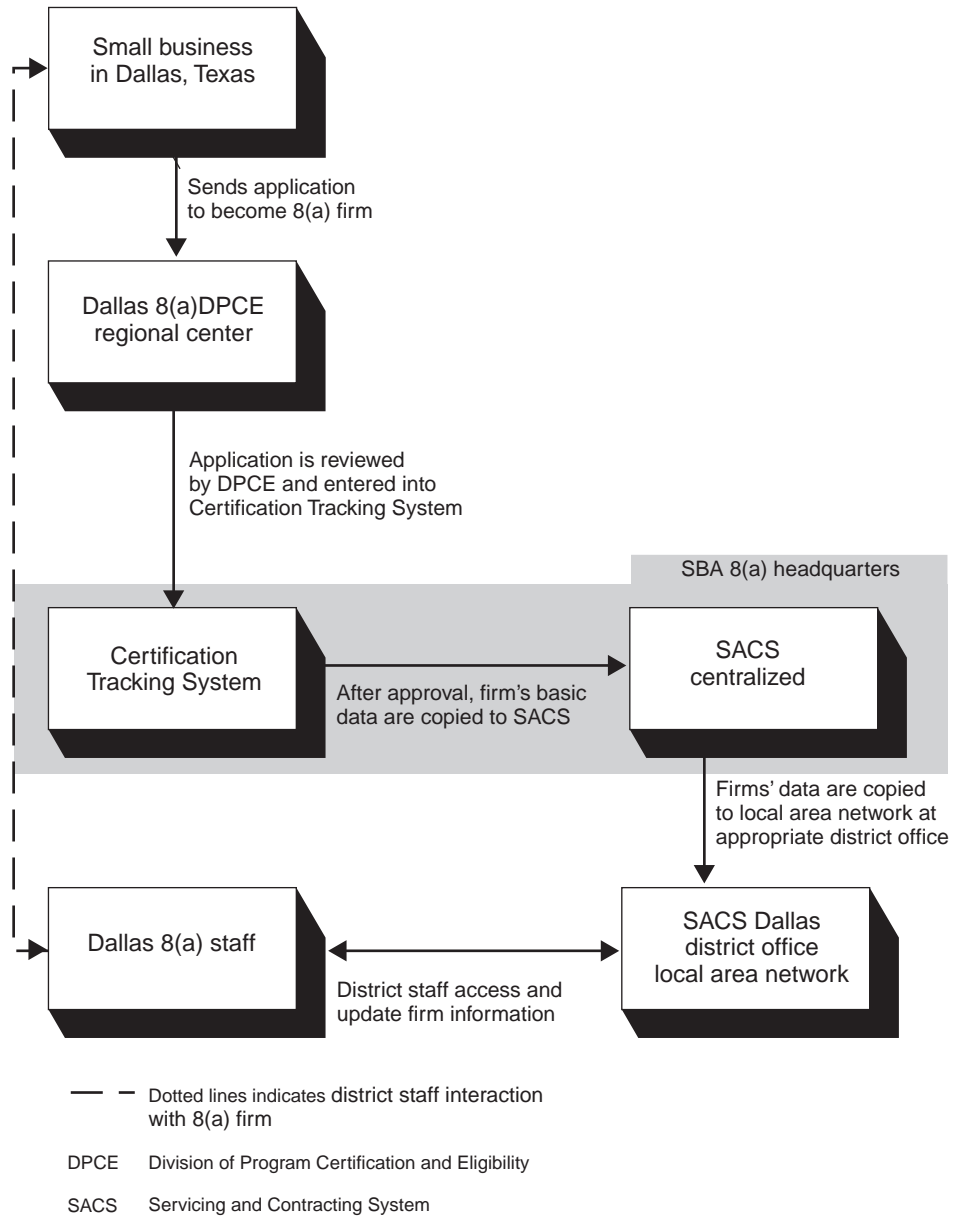 Small business
in Dallas, Texas
Sends application
to become 8(a) firm
Dallas 8(a)DPCE
regional center
Application is reviewed
by DPCE and entered into
Certification Tracking System
SBA 8(a) headquarters
Certification
Tracking System
After approval, firm's basic
data are copied to SACS
SACS
centralized
Firms' data are copied
to local area network at
appropriate district office
Dallas 8(a) staff
District staff access and
update firm information
SACS Dallas
district office
local area network
Dotted lines indicates district staff interaction
with 8(a) firm
DPCE Division of Program Certification and Eligibility
SACS Servicing and Contracting System